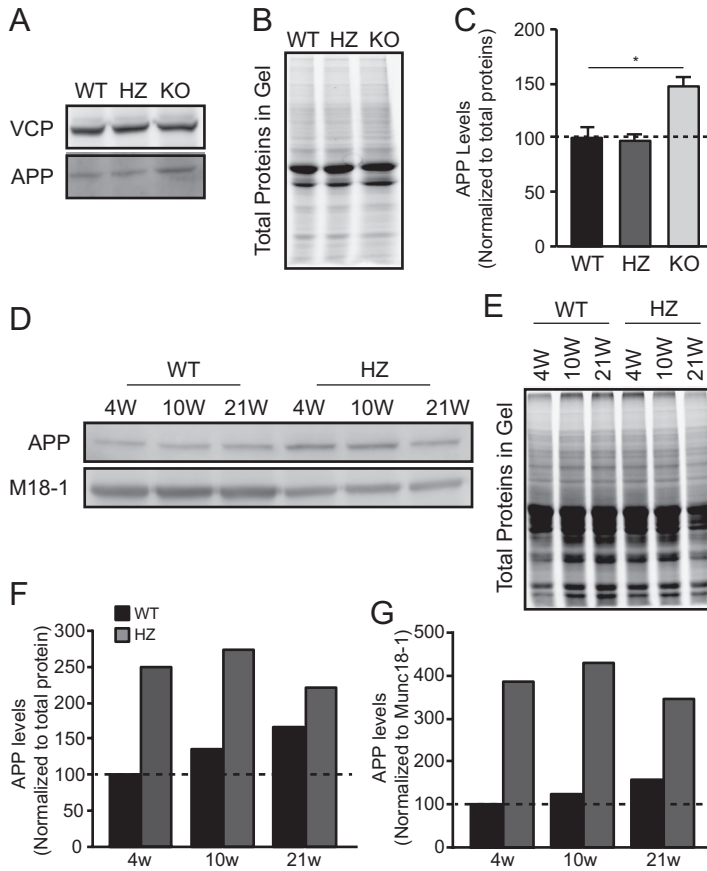 A
WT HZ KO
VCP
APP
B
WT HZ KO
Total Proteins in Gel
C
APP Levels
(Normalized to total proteins)
200
150
100
50
0
*
WT HZ KO
D
WT HZ
4W 10W 21W 4W 10W 21W
APP
M18-1
E
WT HZ
4W 10W 21W 4W 10W 21W
Total Proteins in Gel
F
WT
HZ
APP levels
(Normalized to total protein)
300
250
200
150
100
50
0
4w 10w 21w
G
APP levels
(Normalized to Munc18-1)
500
400
300
200
100
0
4w 10w 21w